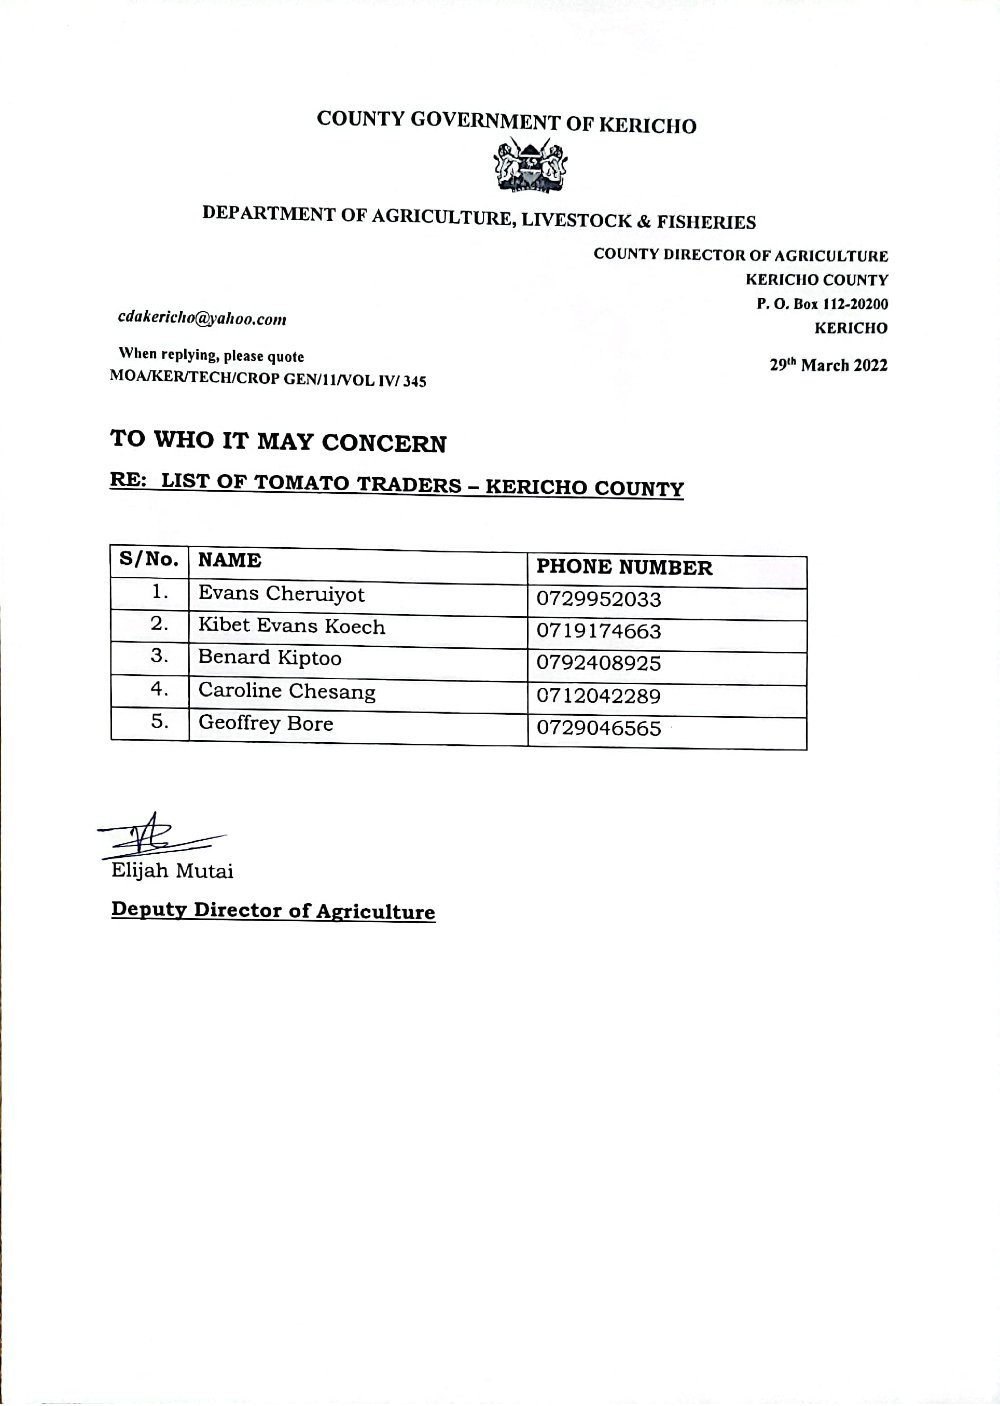 COUNTY GOVERNMENT OF KERICHO
DEPARTMENT OF AGRICULTURE, LIVESTOCK & FISHERIES
COUNTY DIRECTOR OF AGRICULTURE
KERICHO COUNTY
P. O. Box 112-20200
KERICHO
cdakericho@yahoo.com
When replying, please quote
MOA/KER/TECH/CROP GEN/11/VOL IV/ 345
29th March 2022
TO WHO IT MAY CONCERN
RE: LIST OF TOMATO TRADERS – KERICHO COUNTY
S/No. NAME PHONE NUMBER
1. Evans Cheruiyot 0729952033
2. Kibet Evans Koech 0719174663
3. Benard Kiptoo 0792408925
4. Caroline Chesang 0712042289
5. Geoffrey Bore 0729046565
Elijah Mutai
Deputy Director of Agriculture